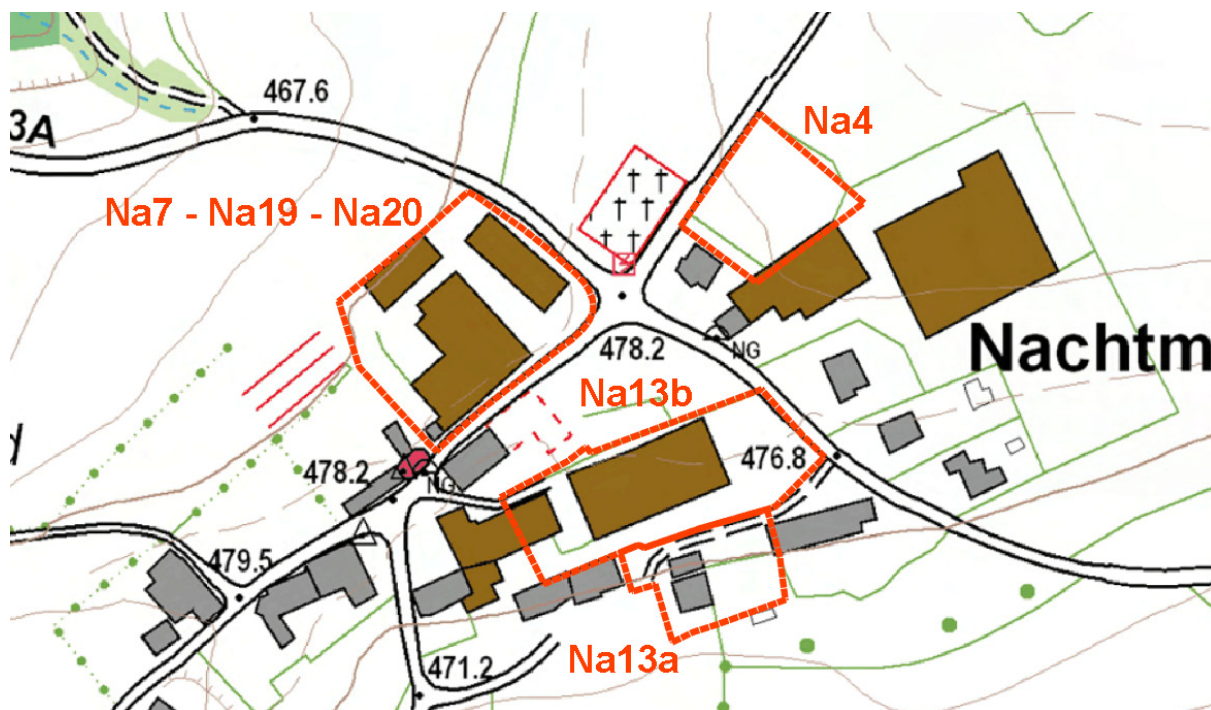 467.6
3A
Na4
Na7 - Na19 - Na20
478.2
NG
Nachtm
Na13b
d
478.2
NG
476.8
479.5
Na13a
471.2